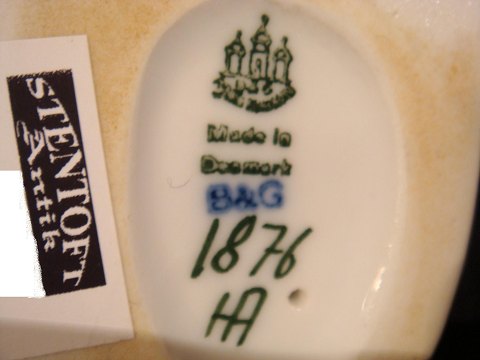 STENTOFT
Antik
Made in
Denmark
B&G
1876
HA